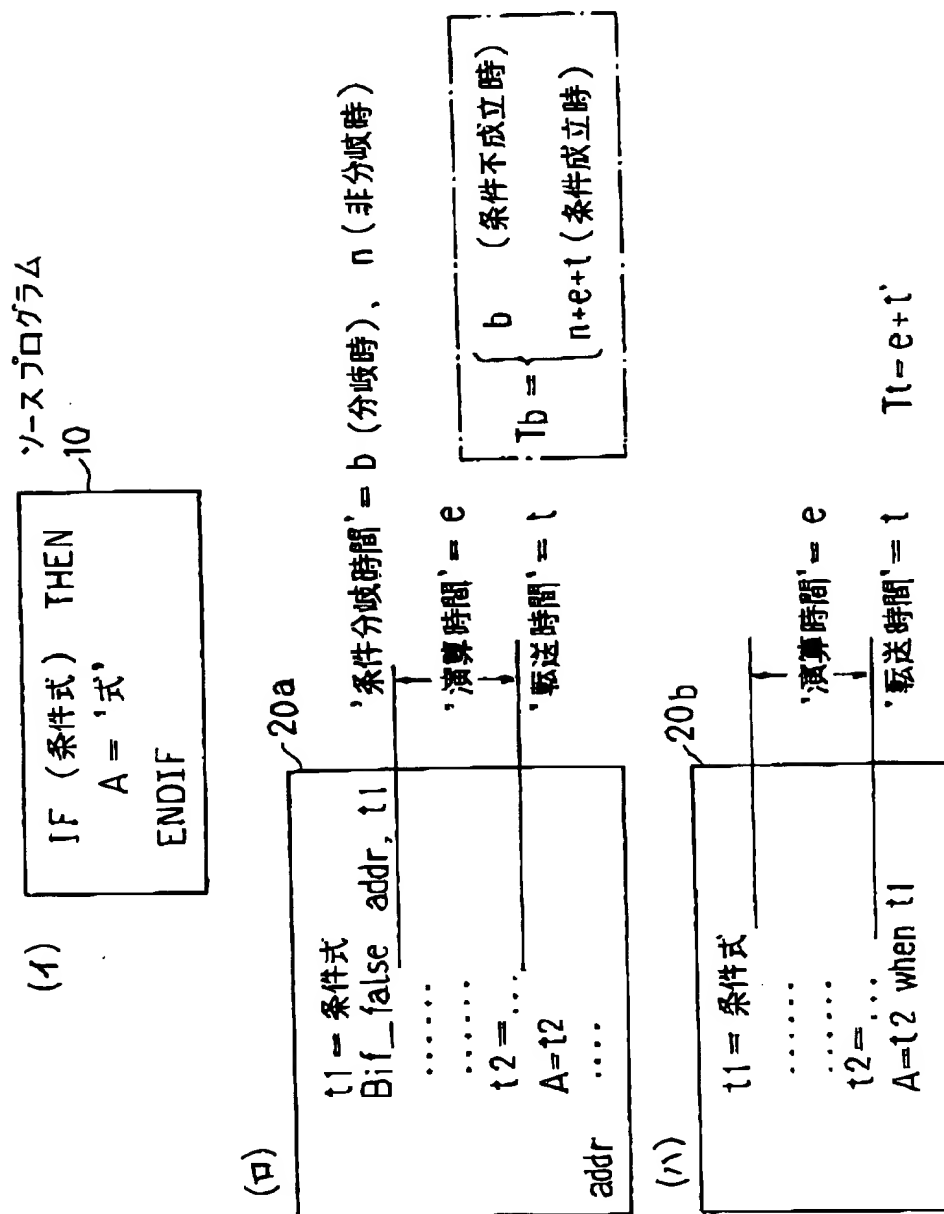 (イ)
ソースプログラム
10
IF (条件式) THEN
A = '式'
ENDIF
(ロ)
20a
t1 = 条件式
Bif_false addr, t1
......
......
t2 = ...
A=t2
addr ....
'条件分岐時間' = b (分岐時)、 n (非分岐時)
'演算時間' = e
'転送時間' = t
Tb = { b (条件不成立時)
n+e+t (条件成立時)
(ハ)
20b
t1 = 条件式
......
......
t2 = ...
A=t2 when t1
'演算時間' = e
'転送時間' = t
Tt = e+t'